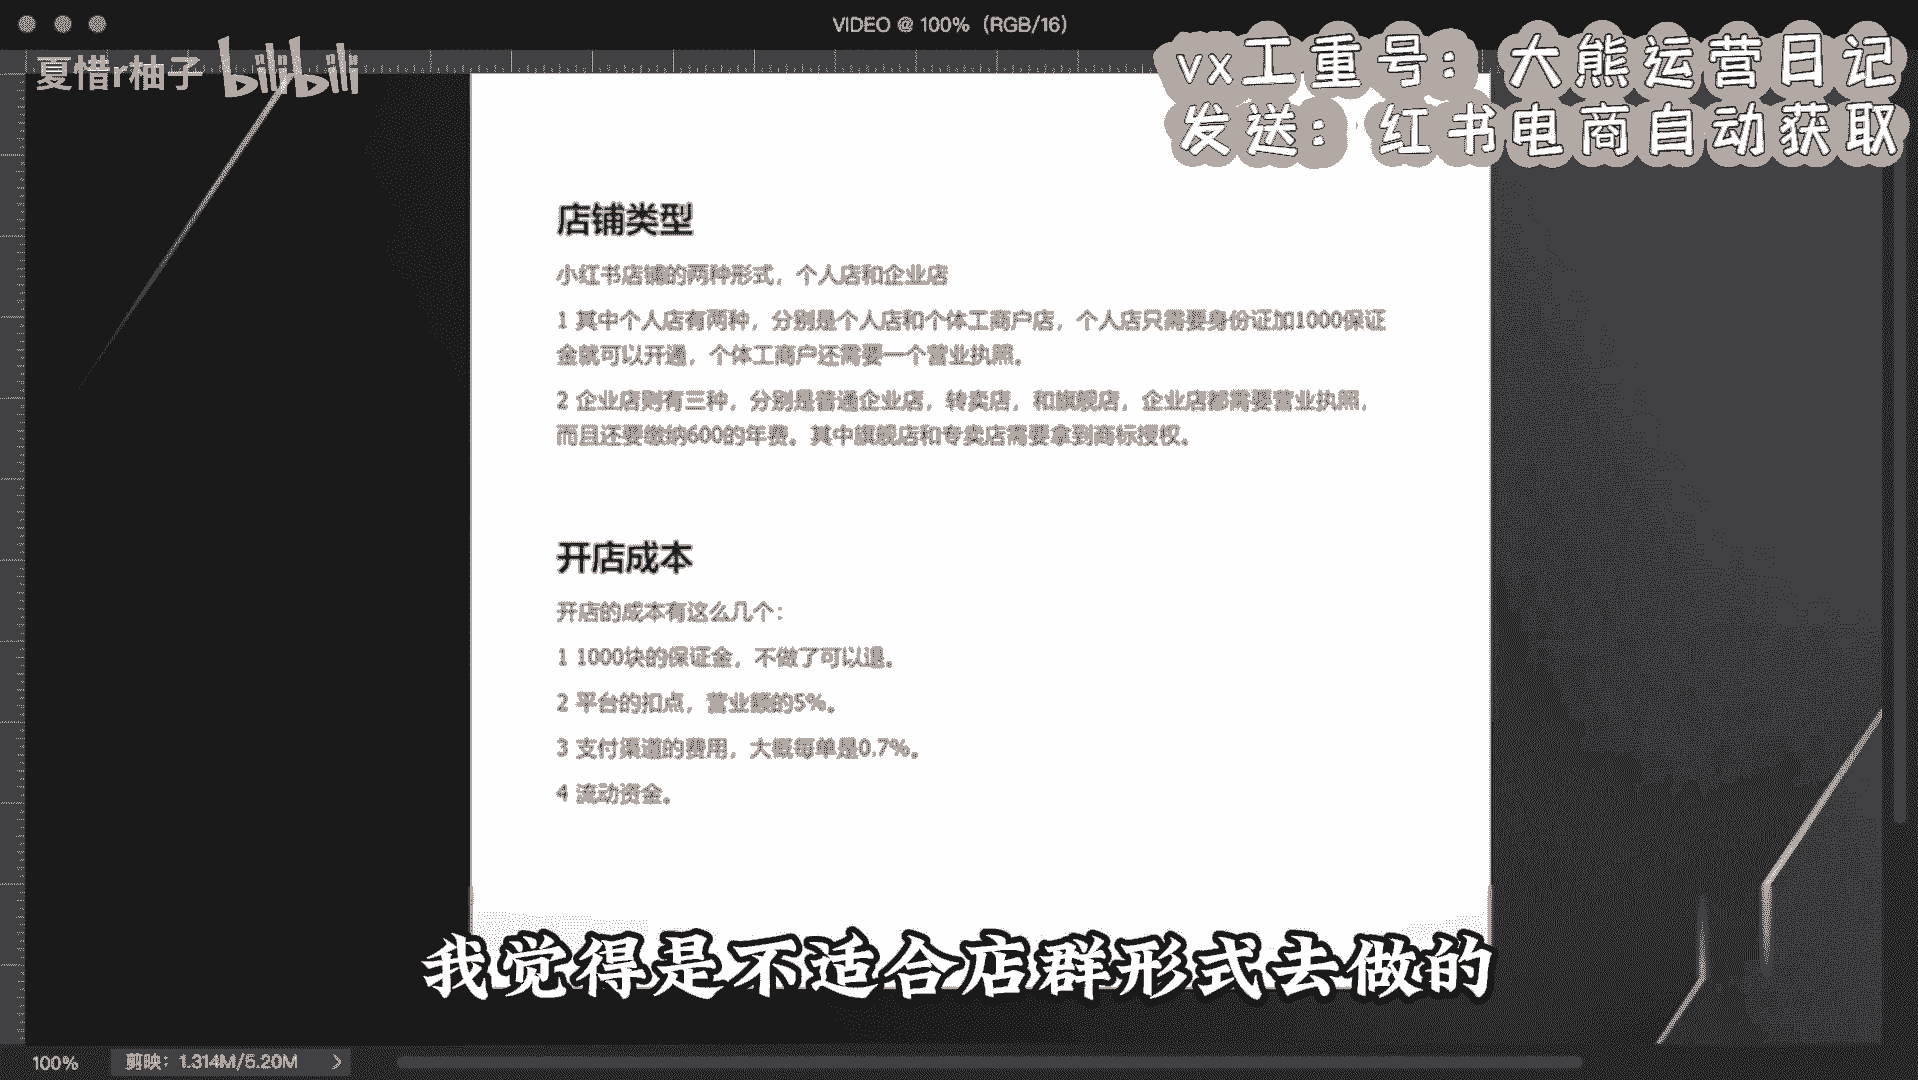 VIDEO @ 100% (RGB/16)
夏惜r柚子 bilibili
vx工重号：大熊运营日记
发送：红书电商自动获取
店铺类型
小红书店铺的两种形式，个人店和企业店
1 其中个人店有两种，分别是个人店和个体工商户店，个人店只需要身份证加1000保证
金就可以开通，个体工商户还需要一个营业执照。
2 企业店则有三种，分别是普通企业店，转卖店，和旗舰店，企业店都需要营业执照，
而且还要缴纳600的年费。其中旗舰店和专卖店需要拿到商标授权。
开店成本
开店的成本有这么几个：
1 1000块的保证金，不做了可以退。
2 平台的扣点，营业额的5%。
3 支付渠道的费用，大概每单是0.7%。
4 流动资金。
我觉得是不适合店群形式去做的
100%
剪映：1.314M/5.20M